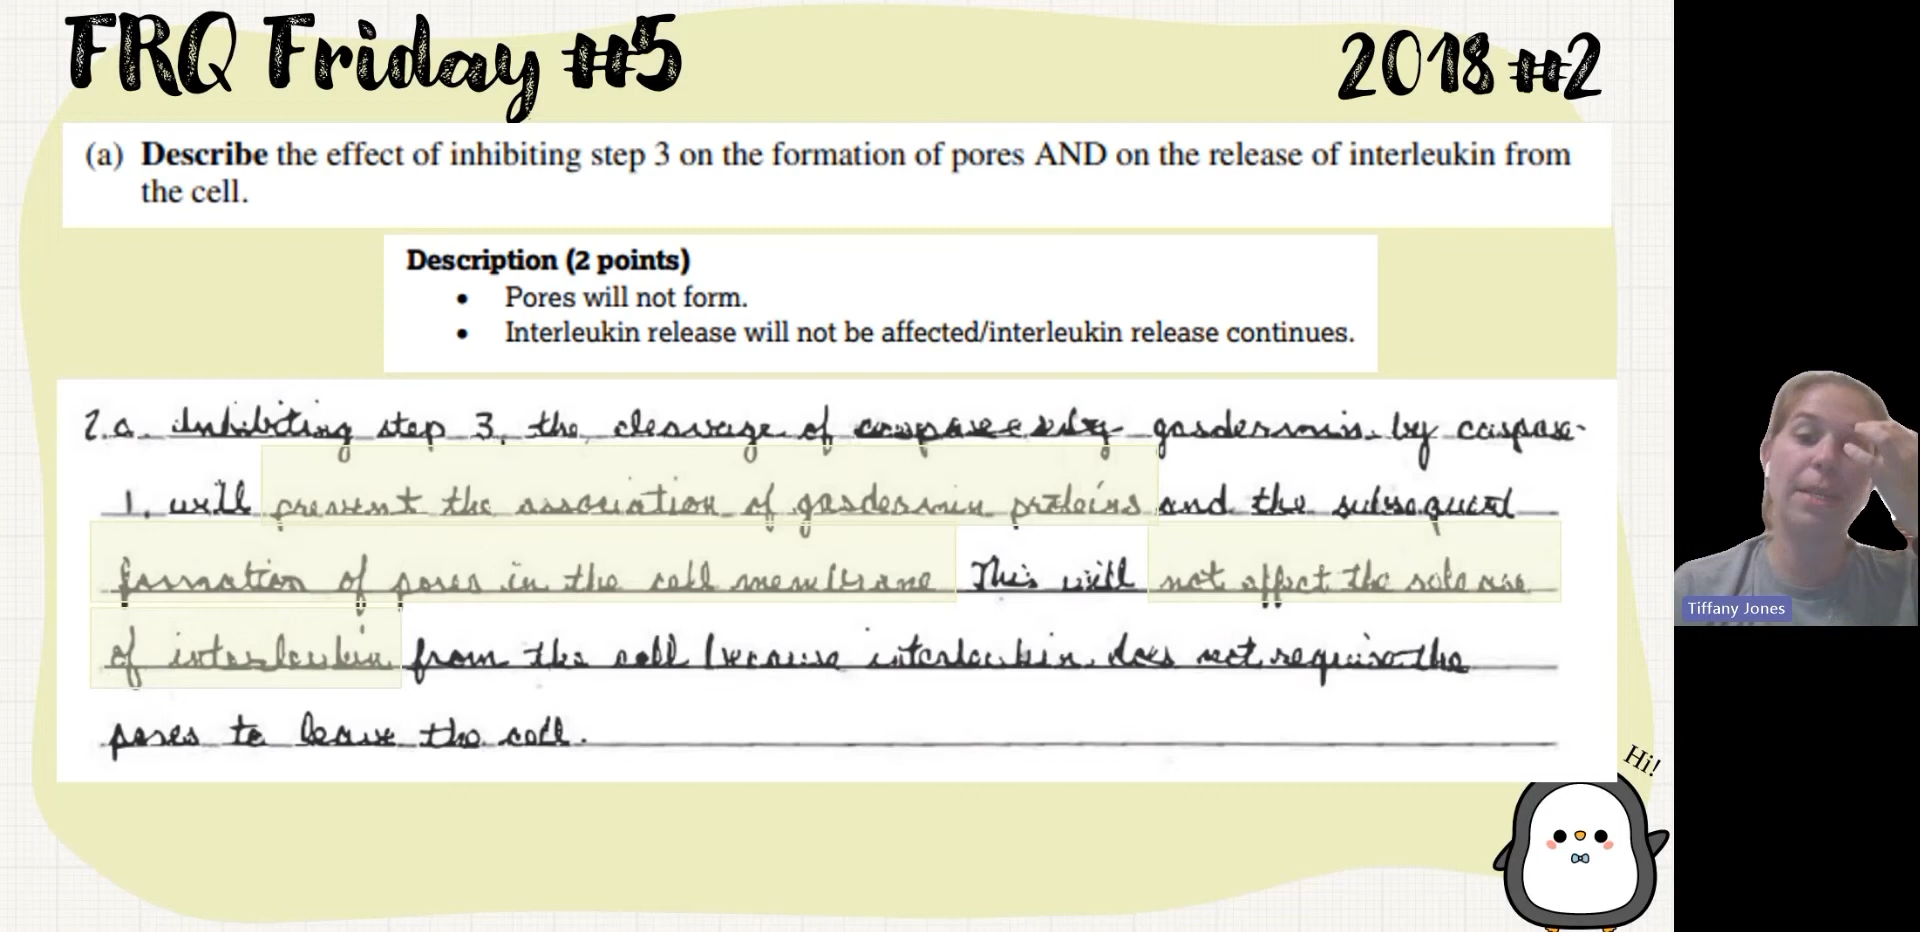 FRQ Friday #5
2018 #2
(a) Describe the effect of inhibiting step 3 on the formation of pores AND on the release of interleukin from
the cell.
Description (2 points)
• Pores will not form.
• Interleukin release will not be affected/interleukin release continues.
2.a. Inhibiting step 3, the cleavage of gasdermin by caspase-
1, will prevent the association of gasdermin proteins and the subsequent
formation of pores in the cell membrane This will not affect the release
of interleukin from the cell because interleukin does not require the
pores to leave the cell.
Hi!
Tiffany Jones